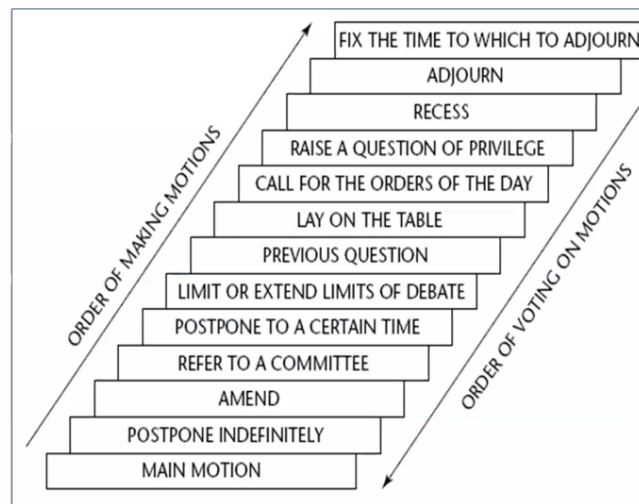 FIX THE TIME TO WHICH TO ADJOURN
ADJOURN
RECESS
RAISE A QUESTION OF PRIVILEGE
CALL FOR THE ORDERS OF THE DAY
LAY ON THE TABLE
PREVIOUS QUESTION
LIMIT OR EXTEND LIMITS OF DEBATE
POSTPONE TO A CERTAIN TIME
REFER TO A COMMITTEE
AMEND
POSTPONE INDEFINITELY
MAIN MOTION
ORDER OF MAKING MOTIONS
ORDER OF VOTING ON MOTIONS